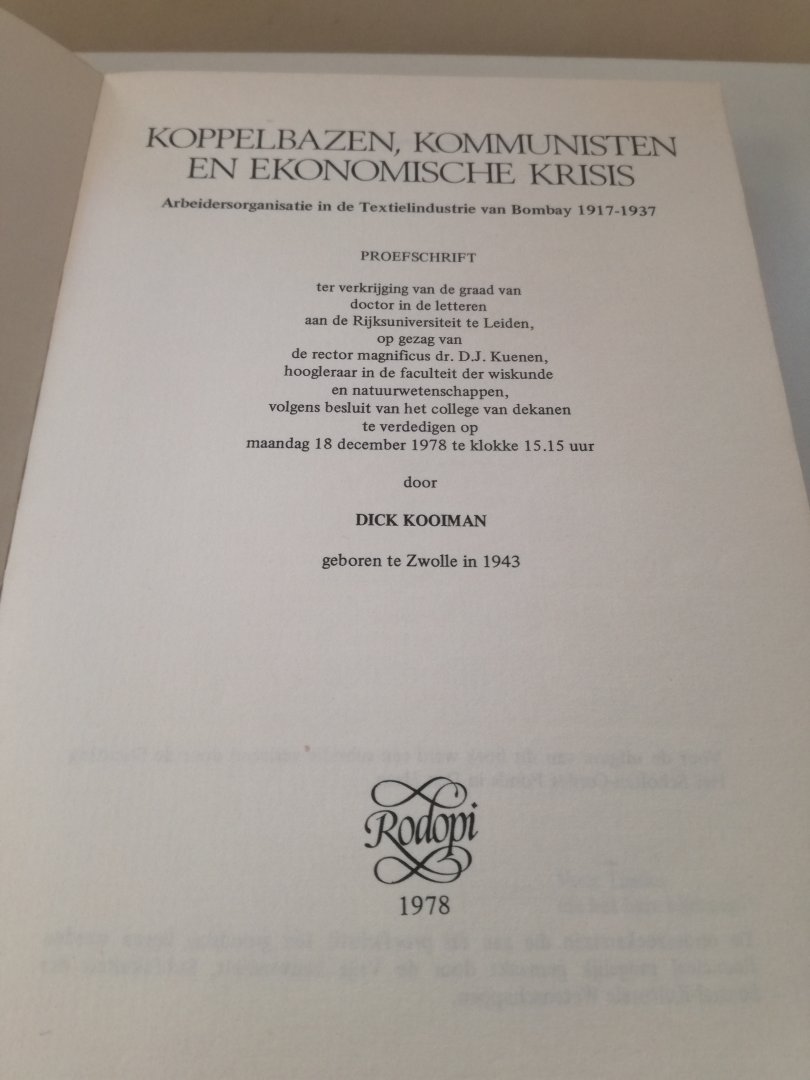 KOPPELBAZEN, KOMMUNISTEN
EN EKONOMISCHE KRISIS
Arbeidersorganisatie in de Textielindustrie van Bombay 1917-1937
PROEFSCHRIFT
ter verkrijging van de graad van
doctor in de letteren
aan de Rijksuniversiteit te Leiden,
op gezag van
de rector magnificus dr. D.J. Kuenen,
hoogleraar in de faculteit der wiskunde
en natuurwetenschappen,
volgens besluit van het college van dekanen
te verdedigen op
maandag 18 december 1978 te klokke 15.15 uur
door
DICK KOOIMAN
geboren te Zwolle in 1943
Rodopi
1978